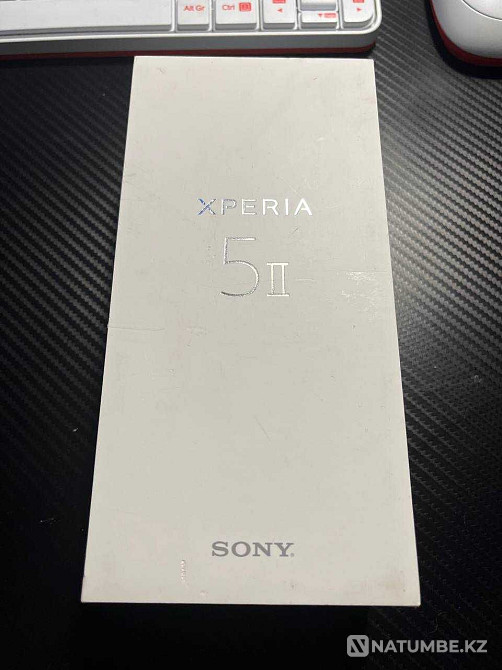 Alt Gr
Ctrl
XPERIA
5 II
SONY
NATUMBE.KZ